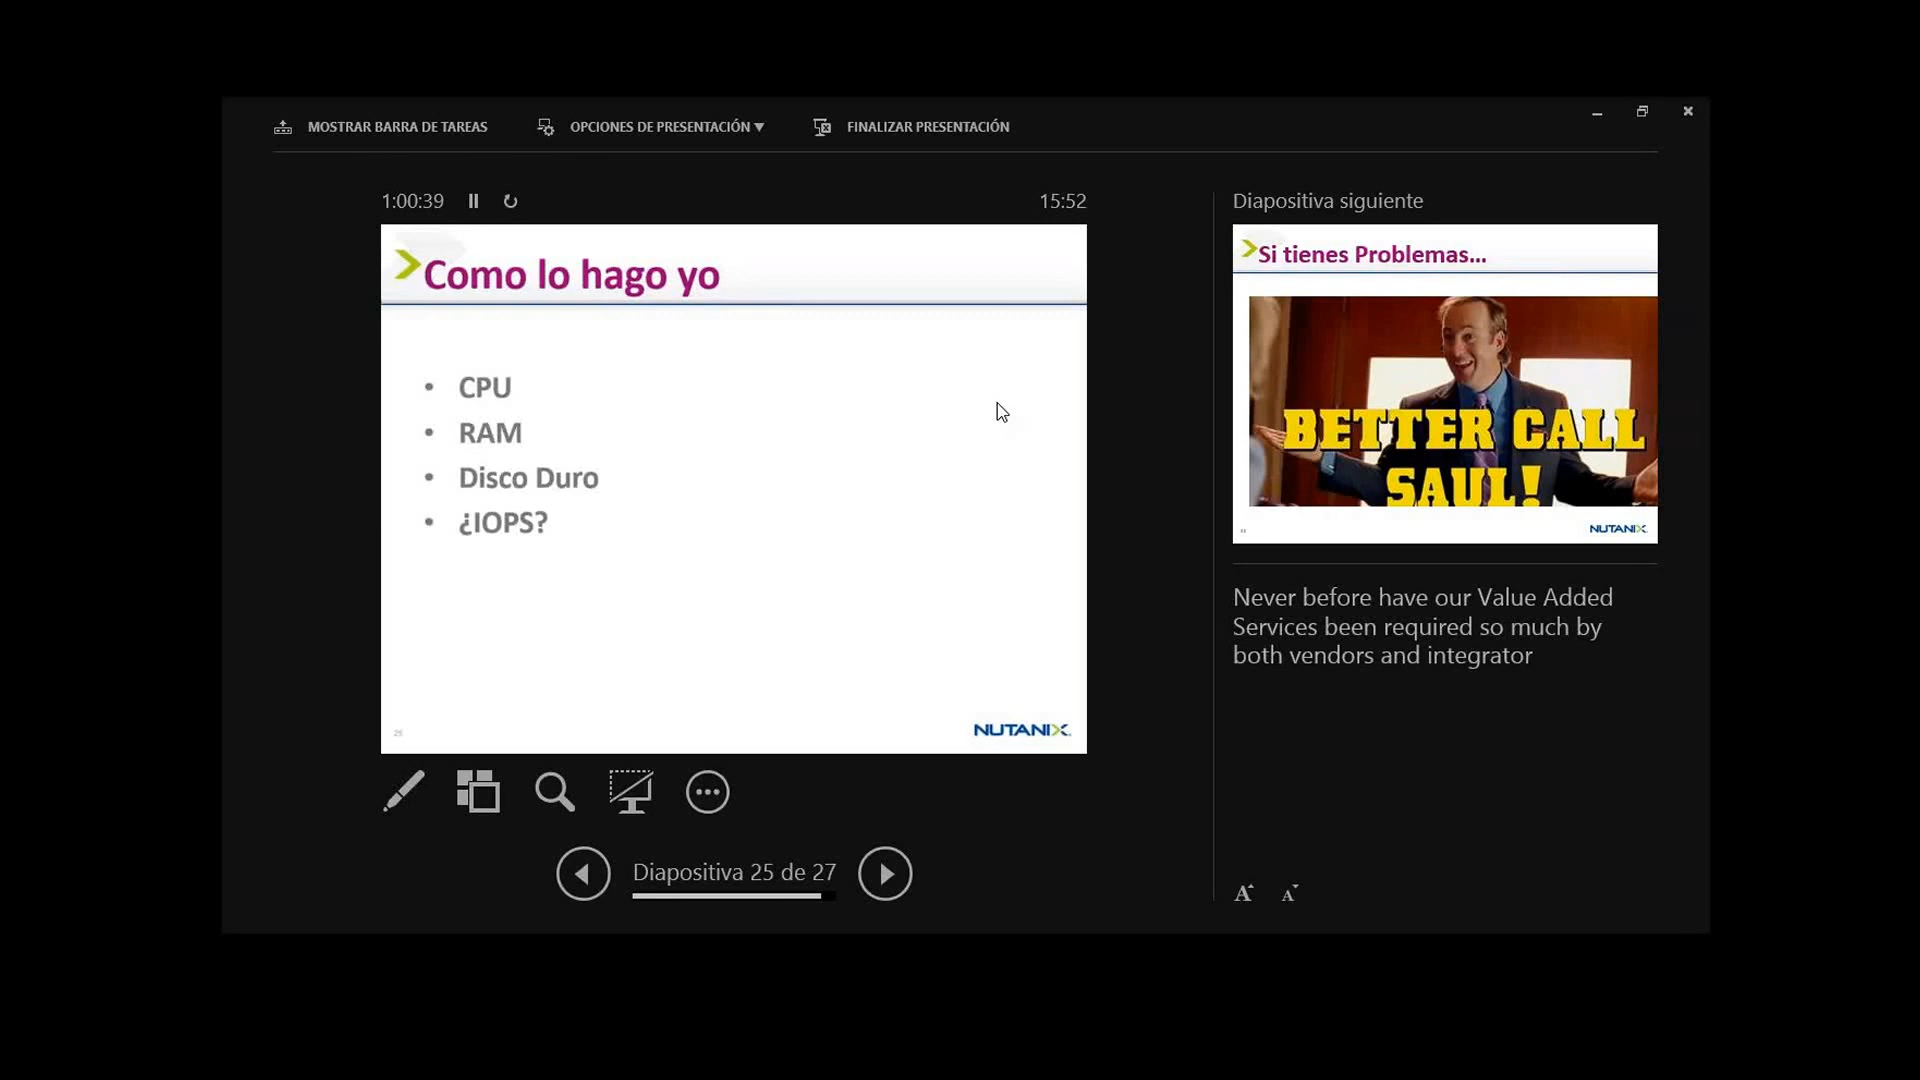 MOSTRAR BARRA DE TAREAS
OPCIONES DE PRESENTACIÓN ▼
FINALIZAR PRESENTACIÓN
1:00:39
15:52
Como lo hago yo
• CPU
• RAM
• Disco Duro
• ¿IOPS?
25
NUTANIX
Diapositiva 25 de 27
Diapositiva siguiente
Si tienes Problemas...
BETTER CALL
SAUL!
NUTANIX
Never before have our Value Added
Services been required so much by
both vendors and integrator
A A